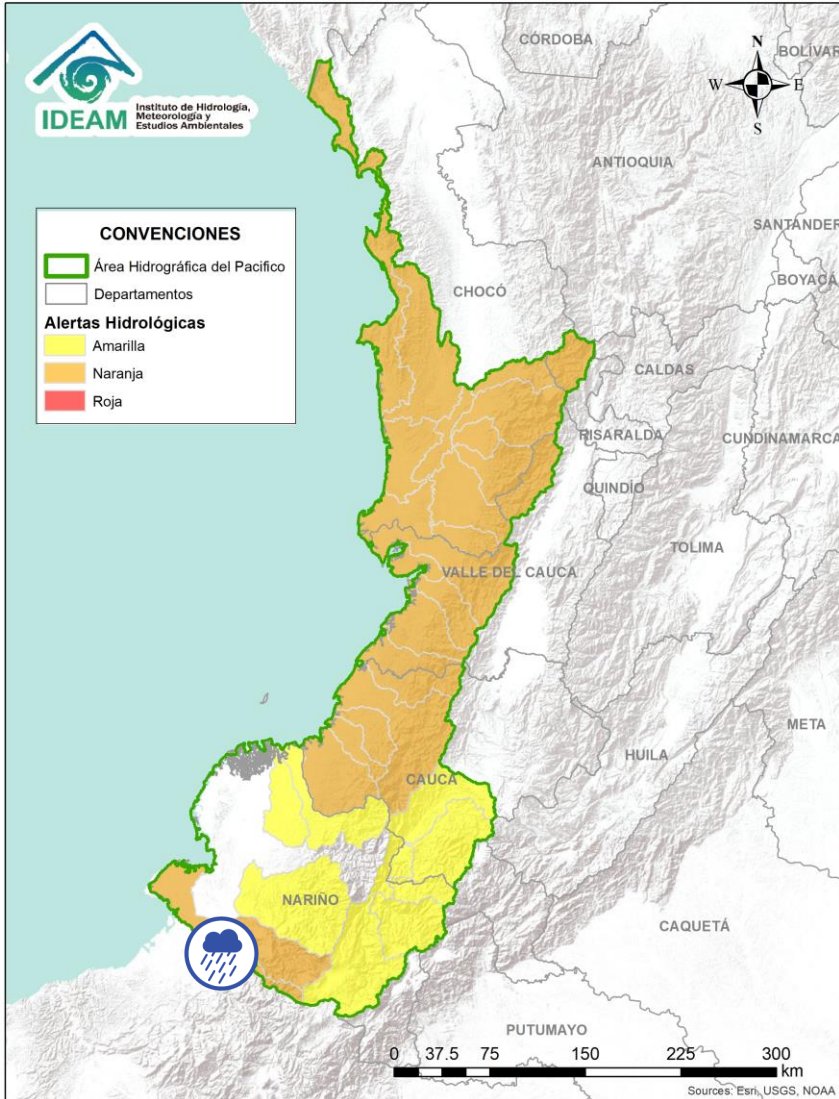 IDEAM
Instituto de Hidrología,
Meteorología y
Estudios Ambientales
N
W
E
S
CONVENCIONES
Área Hidrográfica del Pacifico
Departamentos
Alertas Hidrológicas
Amarilla
Naranja
Roja
CÓRDOBA
BOLÍVAR
ANTIOQUIA
SANTANDER
BOYACÁ
CHOCÓ
CALDAS
RISARALDA
CUNDINAMARCA
QUINDÍO
TOLIMA
VALLE DEL CAUCA
META
HUILA
CAUCA
NARIÑO
CAQUETÁ
PUTUMAYO
0 37.5 75 150 225 300
km
Sources: Esri, USGS, NOAA